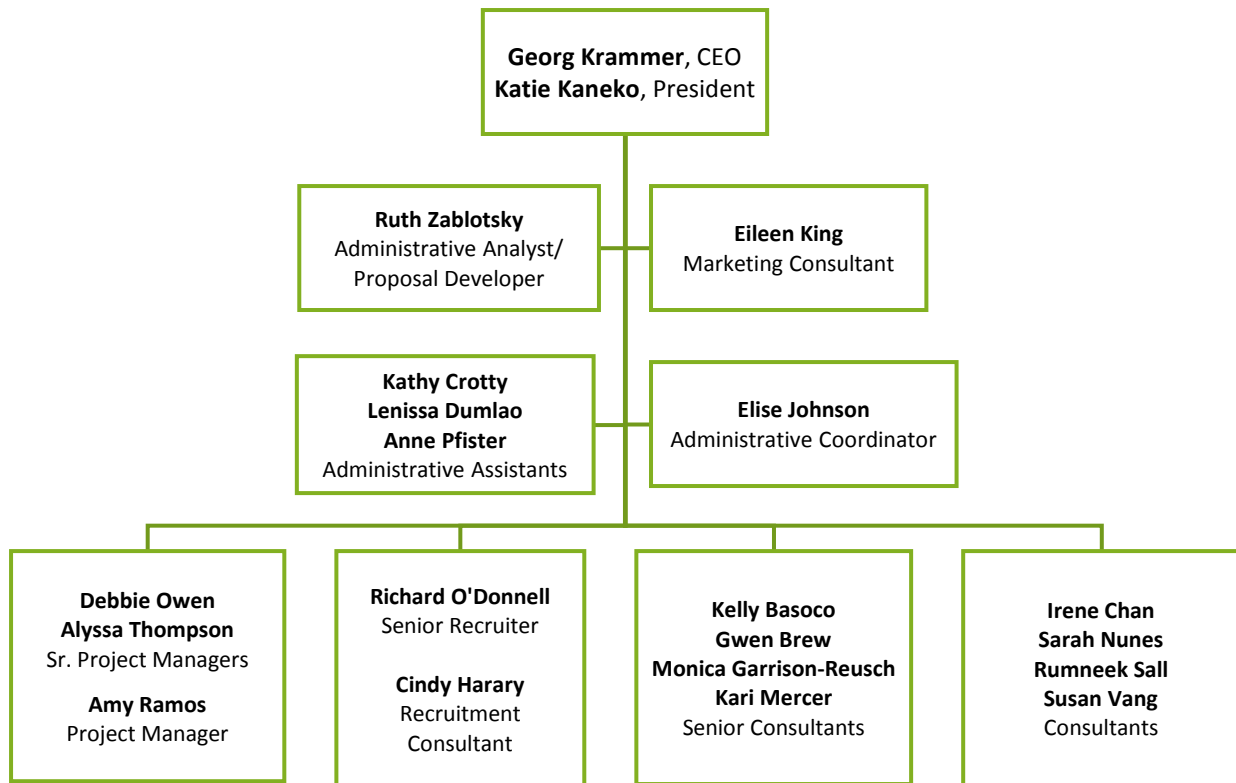 Georg Krammer, CEO
Katie Kaneko, President
Ruth Zablotsky
Administrative Analyst/
Proposal Developer
Eileen King
Marketing Consultant
Kathy Crotty
Lenissa Dumlao
Anne Pfister
Administrative Assistants
Elise Johnson
Administrative Coordinator
Debbie Owen
Alyssa Thompson
Sr. Project Managers
Amy Ramos
Project Manager
Richard O'Donnell
Senior Recruiter
Cindy Harary
Recruitment
Consultant
Kelly Basoco
Gwen Brew
Monica Garrison-Reusch
Kari Mercer
Senior Consultants
Irene Chan
Sarah Nunes
Rumneek Sall
Susan Vang
Consultants